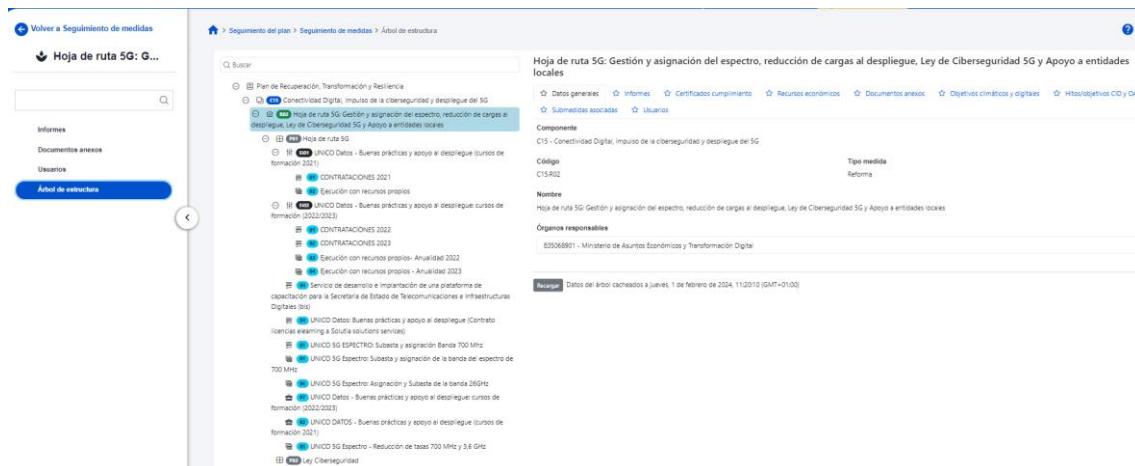 Volver a Seguimiento de medidas
Hoja de ruta 5G: G...
Informes
Documentos anexos
Usuarios
Árbol de estructura
> Seguimiento del plan > Seguimiento de medidas > Árbol de estructura
Buscar
Plan de Recuperación, Transformación y Resiliencia
C15 Conectividad Digital, impulso de la ciberseguridad y despliegue del 5G
R02 Hoja de ruta 5G: Gestión y asignación del espectro, reducción de cargas al
despliegue, Ley de Ciberseguridad 5G y Apoyo a entidades locales
Hoja de ruta 5G
UNICO Datos - Buenas prácticas y apoyo al despliegue (cursos de
formación 2021)
01 CONTRATACIONES 2021
02 Ejecución con recursos propios
UNICO Datos - Buenas prácticas y apoyo al despliegue: cursos de
formación (2022/2023)
01 CONTRATACIONES 2022
02 CONTRATACIONES 2023
03 Ejecución con recursos propios- Anualidad 2022
04 Ejecución con recursos propios - Anualidad 2023
Servicio de desarrollo e implantación de una plataforma de
capacitación para la Secretaría de Estado de Telecomunicaciones e Infraestructuras
Digitales (bis)
UNICO Datos: Buenas prácticas y apoyo al despliegue (Contrato
licencias elearning a Solutia solutions services)
UNICO 5G ESPECTRO: Subasta y asignación Banda 700 Mhz
UNICO 5G Espectro: Subasta y asignación de la banda del espectro de
700 MHz
UNICO 5G Espectro: Asignación y Subasta de la banda 26GHz
UNICO Datos - Buenas prácticas y apoyo al despliegue: cursos de
formación (2022/2023)
UNICO DATOS - Buenas prácticas y apoyo al despliegue (cursos de
formación 2021)
UNICO 5G Espectro - Reducción de tasas 700 MHz y 3,6 GHz
Ley Ciberseguridad
Hoja de ruta 5G: Gestión y asignación del espectro, reducción de cargas al despliegue, Ley de Ciberseguridad 5G y Apoyo a entidades
locales
Datos generales Informes Certificados cumplimiento Recursos económicos Documentos anexos Objetivos climáticos y digitales Hitos/objetivos CID y OA
Submedidas asociadas Usuarios
Componente
C15 - Conectividad Digital, impulso de la ciberseguridad y despliegue del 5G
Código Tipo medida
C15.R02 Reforma
Nombre
Hoja de ruta 5G: Gestión y asignación del espectro, reducción de cargas al despliegue, Ley de Ciberseguridad 5G y Apoyo a entidades locales
Órganos responsables
E05068901 - Ministerio de Asuntos Económicos y Transformación Digital
Recargar Datos del árbol cacheados a jueves, 1 de febrero de 2024, 11:20:10 (GMT+01:00)